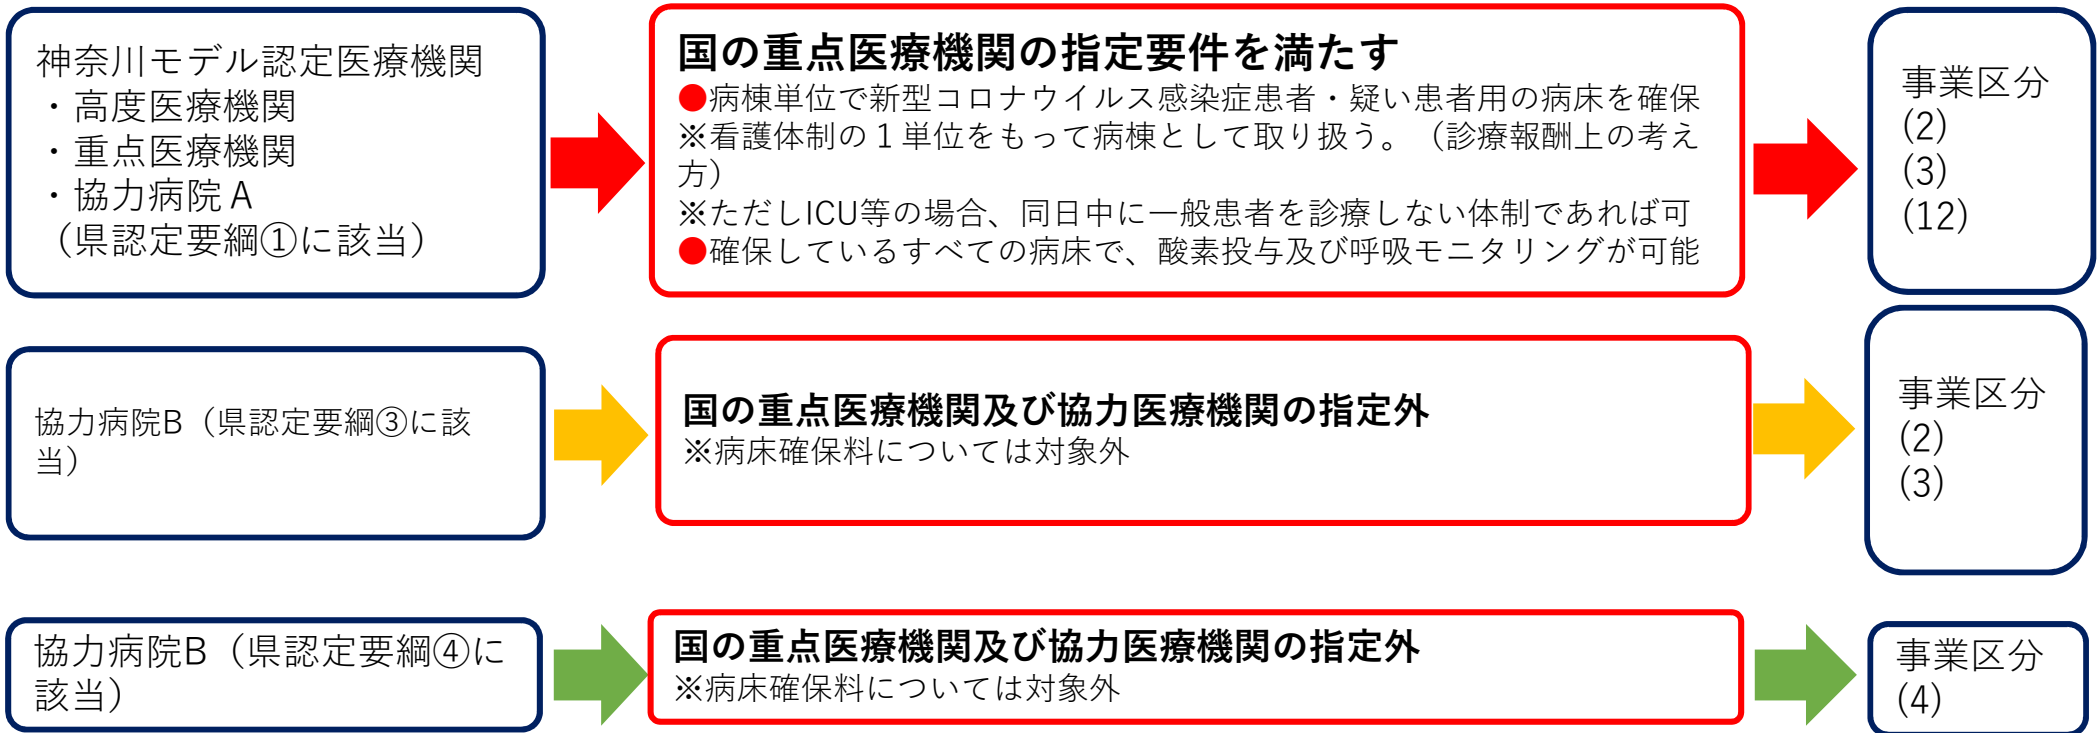 神奈川モデル認定医療機関
・高度医療機関
・重点医療機関
・協力病院A
（県認定要綱①に該当）
国の重点医療機関の指定要件を満たす
●病棟単位で新型コロナウイルス感染症患者・疑い患者用の病床を確保
※看護体制の１単位をもって病棟として取り扱う。（診療報酬上の考え
方）
※ただしICU等の場合、同日中に一般患者を診療しない体制であれば可
●確保しているすべての病床で、酸素投与及び呼吸モニタリングが可能
事業区分
(2)
(3)
(12)
協力病院B（県認定要綱③に該
当）
国の重点医療機関及び協力医療機関の指定外
※病床確保料については対象外
事業区分
(2)
(3)
協力病院B（県認定要綱④に
該当）
国の重点医療機関及び協力医療機関の指定外
※病床確保料については対象外
事業区分
(4)